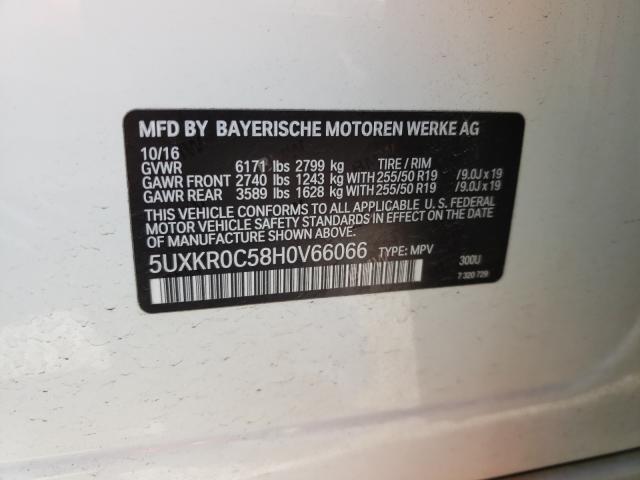 MFD BY BAYERISCHE MOTOREN WERKE AG
10/16
GVWR 6171 lbs 2799 kg TIRE / RIM
GAWR FRONT 2740 lbs 1243 kg WITH 255/50 R19 /9.0J x 19
GAWR REAR 3589 lbs 1628 kg WITH 255/50 R19 /9.0J x 19
THIS VEHICLE CONFORMS TO ALL APPLICABLE U. S. FEDERAL
MOTOR VEHICLE SAFETY STANDARDS IN EFFECT ON THE
DATE OF MANUFACTURE SHOWN ABOVE.
5UXKR0C58H0V66066 TYPE: MPV 300U
7 320 729